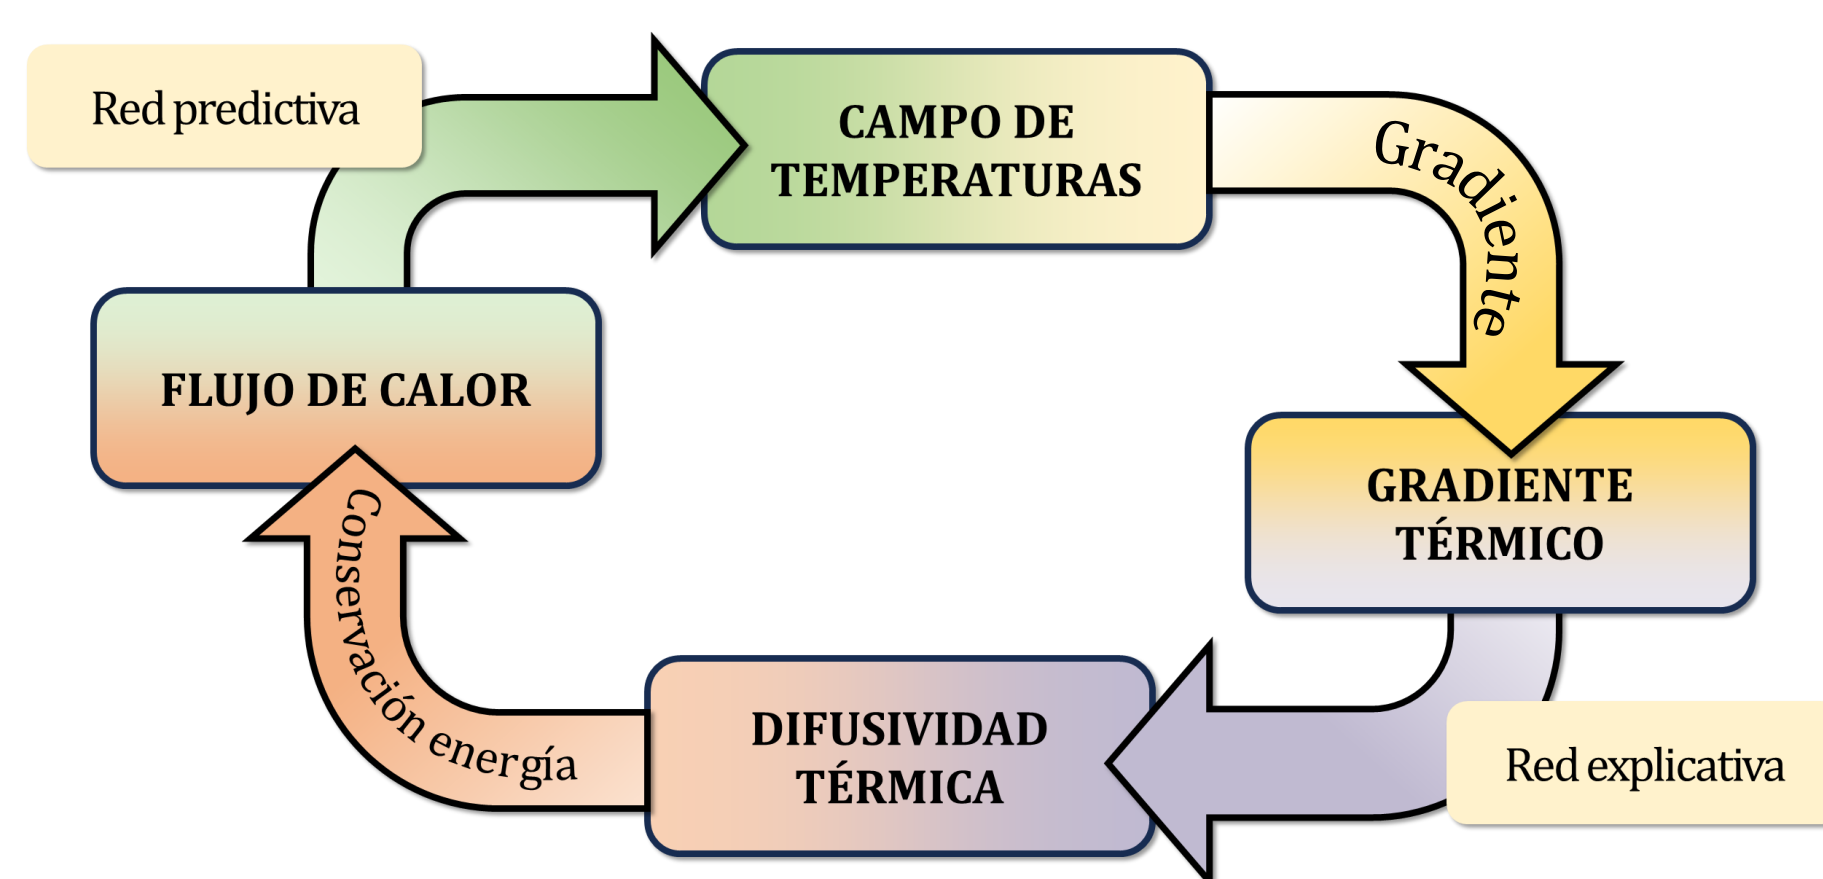 Red predictiva
CAMPO DE
TEMPERATURAS
Gradiente
FLUJO DE CALOR
GRADIENTE
TÉRMICO
Conservación energía
DIFUSIVIDAD
TÉRMICA
Red explicativa